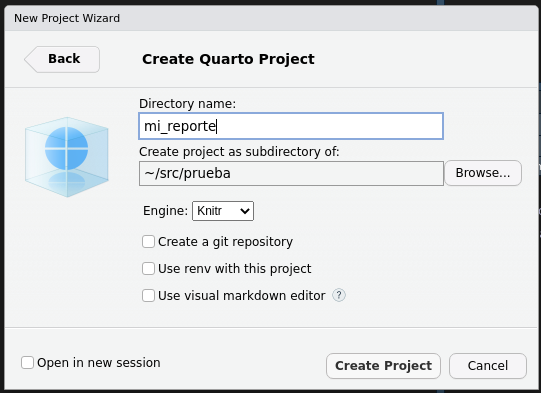 New Project Wizard
Back
Create Quarto Project
Directory name:
mi_reporte
Create project as subdirectory of:
~/src/prueba
Browse...
Engine: Knitr
Create a git repository
Use renv with this project
Use visual markdown editor ?
Open in new session
Create Project
Cancel